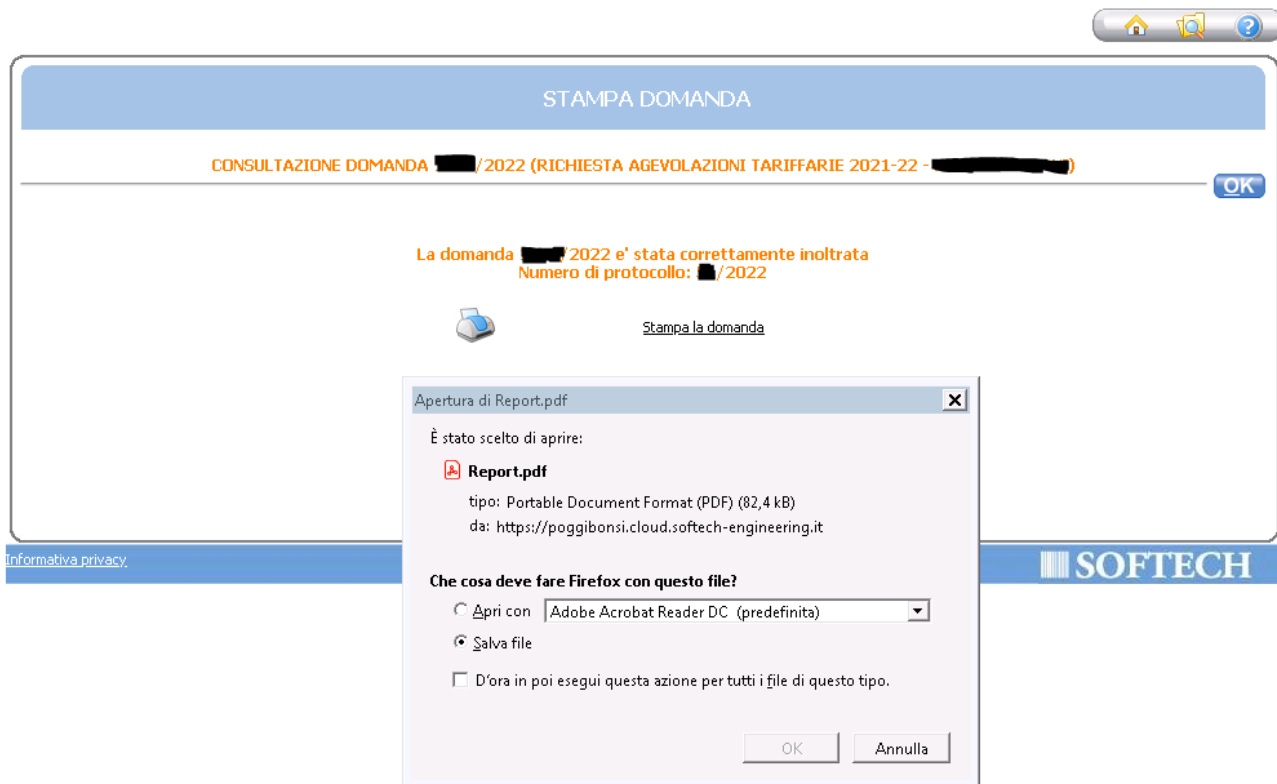 STAMPA DOMANDA
CONSULTAZIONE DOMANDA /2022 (RICHIESTA AGEVOLAZIONI TARIFFARIE 2021-22 - )
OK
La domanda /2022 e' stata correttamente inoltrata
Numero di protocollo: /2022
Stampa la domanda
Apertura di Report.pdf
È stato scelto di aprire:
Report.pdf
tipo: Portable Document Format (PDF) (82,4 kB)
da: https://poggibonsi.cloud.softech-engineering.it
Informativa privacy
SOFTECH
Che cosa deve fare Firefox con questo file?
Apri con Adobe Acrobat Reader DC (predefinita)
Salva file
D'ora in poi esegui questa azione per tutti i file di questo tipo.
OK Annulla